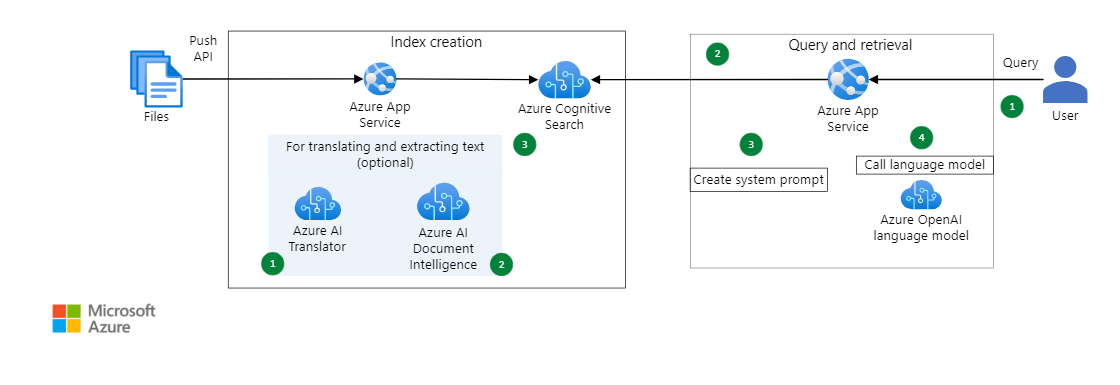 Push
API
Files
Index creation
Azure App
Service
Azure Cognitive
Search
3
For translating and extracting text
(optional)
Azure AI
Translator
1
Azure AI
Document
Intelligence
2
Query and retrieval
2
Azure App
Service
3
Create system prompt
4
Call language model
Azure OpenAI
language model
Query
1
User
Microsoft
Azure